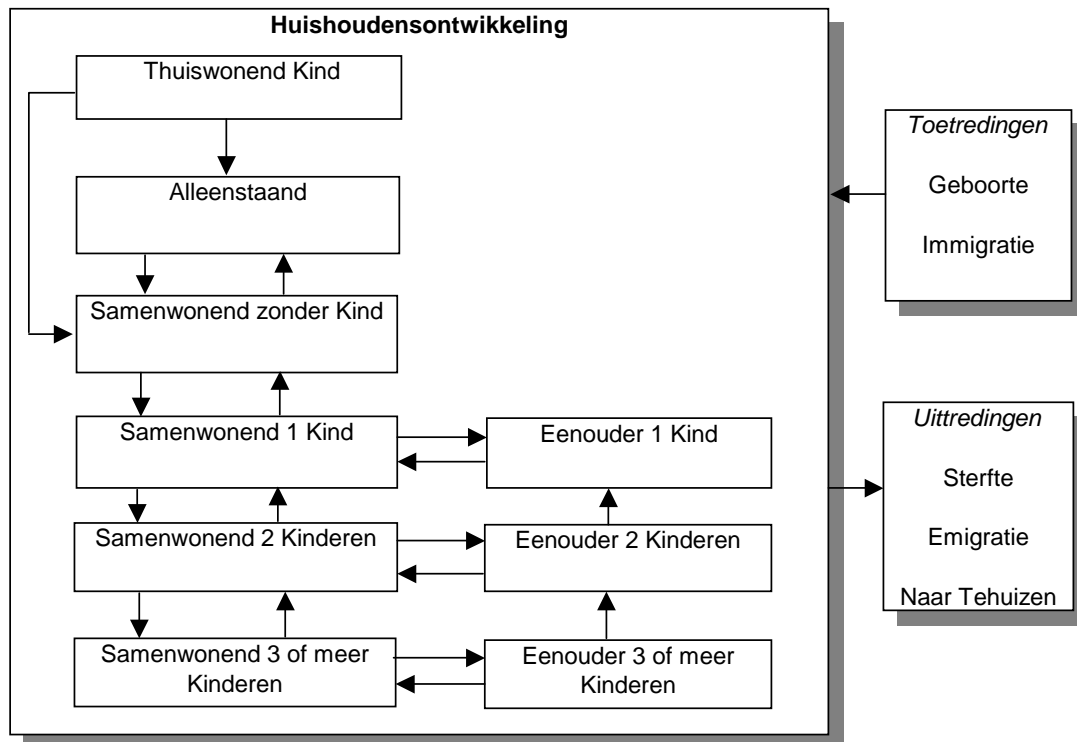 Huishoudensontwikkeling
Thuiswonend Kind
Alleenstaand
Samenwonend zonder Kind
Samenwonend 1 Kind
Eenouder 1 Kind
Samenwonend 2 Kinderen
Eenouder 2 Kinderen
Samenwonend 3 of meer
Kinderen
Eenouder 3 of meer
Kinderen
Toetredingen
Geboorte
Immigratie
Uittredingen
Sterfte
Emigratie
Naar Tehuizen